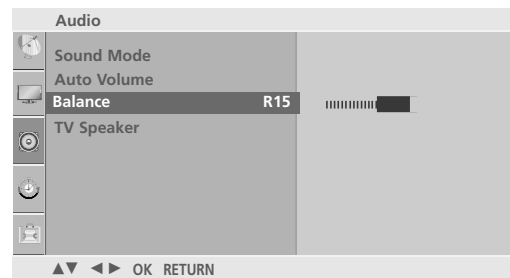 Audio
Sound Mode
Auto Volume
Balance R15
TV Speaker
▲▼ ◄► OK RETURN